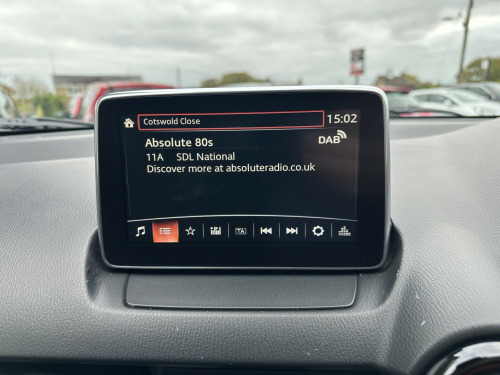 Cotswold Close 15:02
Absolute 80s DAB
11A SDL National
Discover more at absoluteradio.co.uk
TA